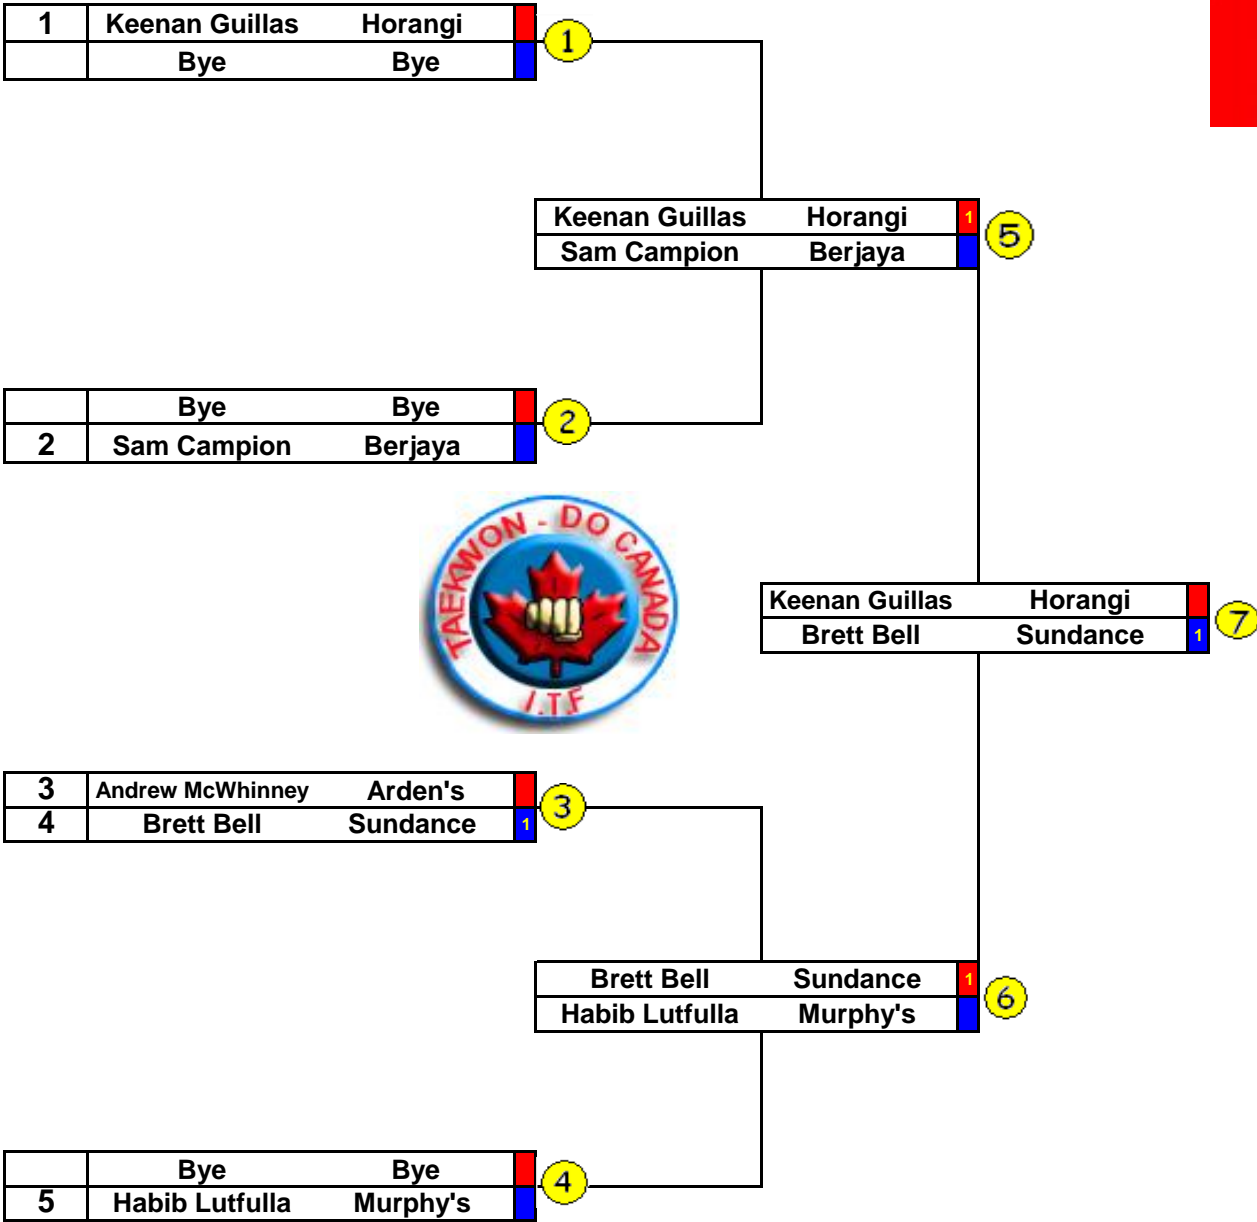 1 Keenan Guillas Horangi
Bye Bye
1
Keenan Guillas Horangi 1
Sam Campion Berjaya
5
Bye Bye
2 Sam Campion Berjaya
2
TAEKWON - DO CANADA
I.T.F
Keenan Guillas Horangi
Brett Bell Sundance 1
7
3 Andrew McWhinney Arden's
4 Brett Bell Sundance 1
3
Brett Bell Sundance 1
Habib Lutfulla Murphy's
6
Bye Bye
5 Habib Lutfulla Murphy's
4